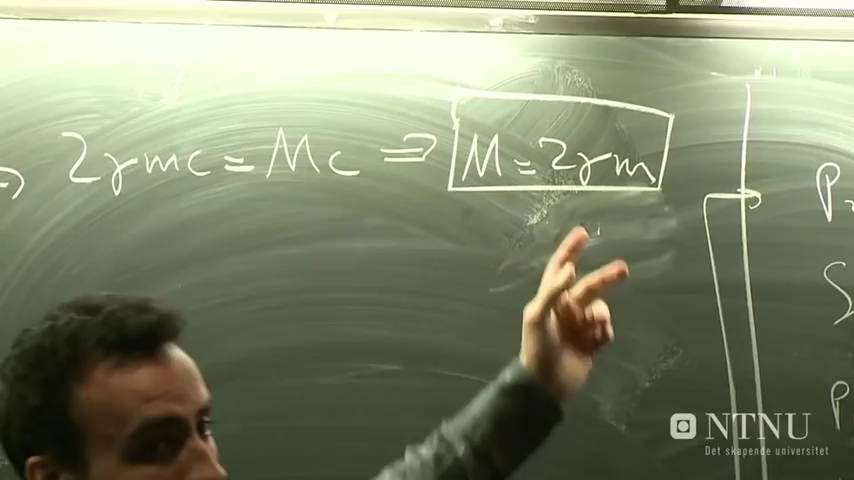 2γmc = Mc ⇒ M = 2γm
P
S
P
NTNU
Det skapende universitet